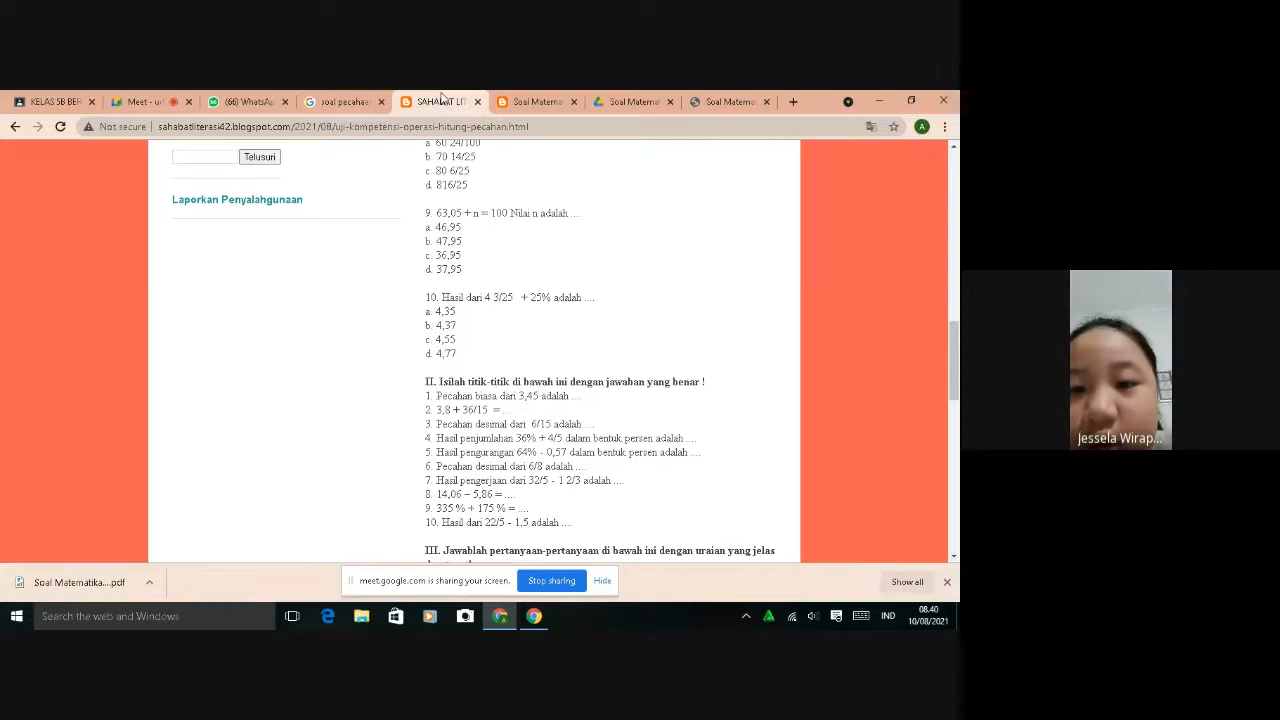 KELAS 5B BER
Meet - ud
(66) WhatsAp
soal pecahan
SAHABAT LIT
Soal Matema
Soal Matema
Soal Matema
Not secure
sahabatliterasi42.blogspot.com/2021/08/uji-kompetensi-operasi-hitung-pecahan.html
A
Telusuri
Laporkan Penyalahgunaan
a. 60 24/100
b. 70 14/25
c. 80 6/25
d. 816/25
9. 63,05 + n = 100 Nilai n adalah ....
a. 46,95
b. 47,95
c. 36,95
d. 37,95
10. Hasil dari 4 3/25 + 25% adalah ....
a. 4,35
b. 4,37
c. 4,55
d. 4,77
II. Isilah titik-titik di bawah ini dengan jawaban yang benar !
1. Pecahan biasa dari 3,45 adalah ....
2. 3,8 + 36/15 = ....
3. Pecahan desimal dari 6/15 adalah ....
4. Hasil penjumlahan 36% + 4/5 dalam bentuk persen adalah ....
5. Hasil pengurangan 64% - 0,57 dalam bentuk persen adalah ....
6. Pecahan desimal dari 6/8 adalah ....
7. Hasil pengerjaan dari 32/5 - 1 2/3 adalah ....
8. 14,06 – 5,86 = ....
9. 335 % + 175 % = ....
10. Hasil dari 22/5 - 1,5 adalah ....
III. Jawablah pertanyaan-pertanyaan di bawah ini dengan uraian yang jelas
Jessela Wirap...
Soal Matematika....pdf
meet.google.com is sharing your screen.
Stop sharing
Hide
Show all
Search the web and Windows
IND
08.40
10/08/2021